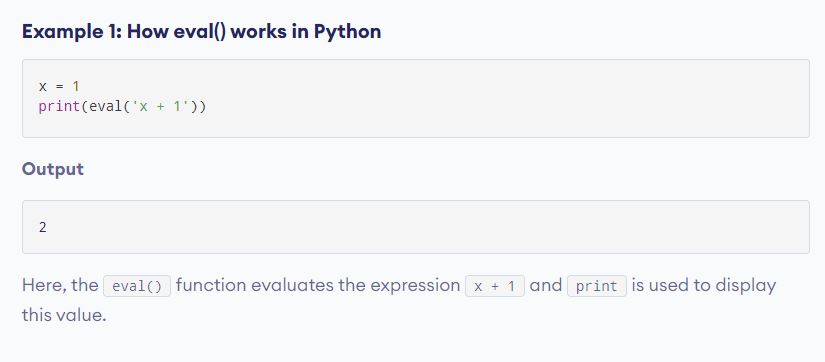 Example 1: How eval() works in Python
x = 1
print(eval('x + 1'))
Output
2
Here, the eval() function evaluates the expression x + 1 and print is used to display
this value.